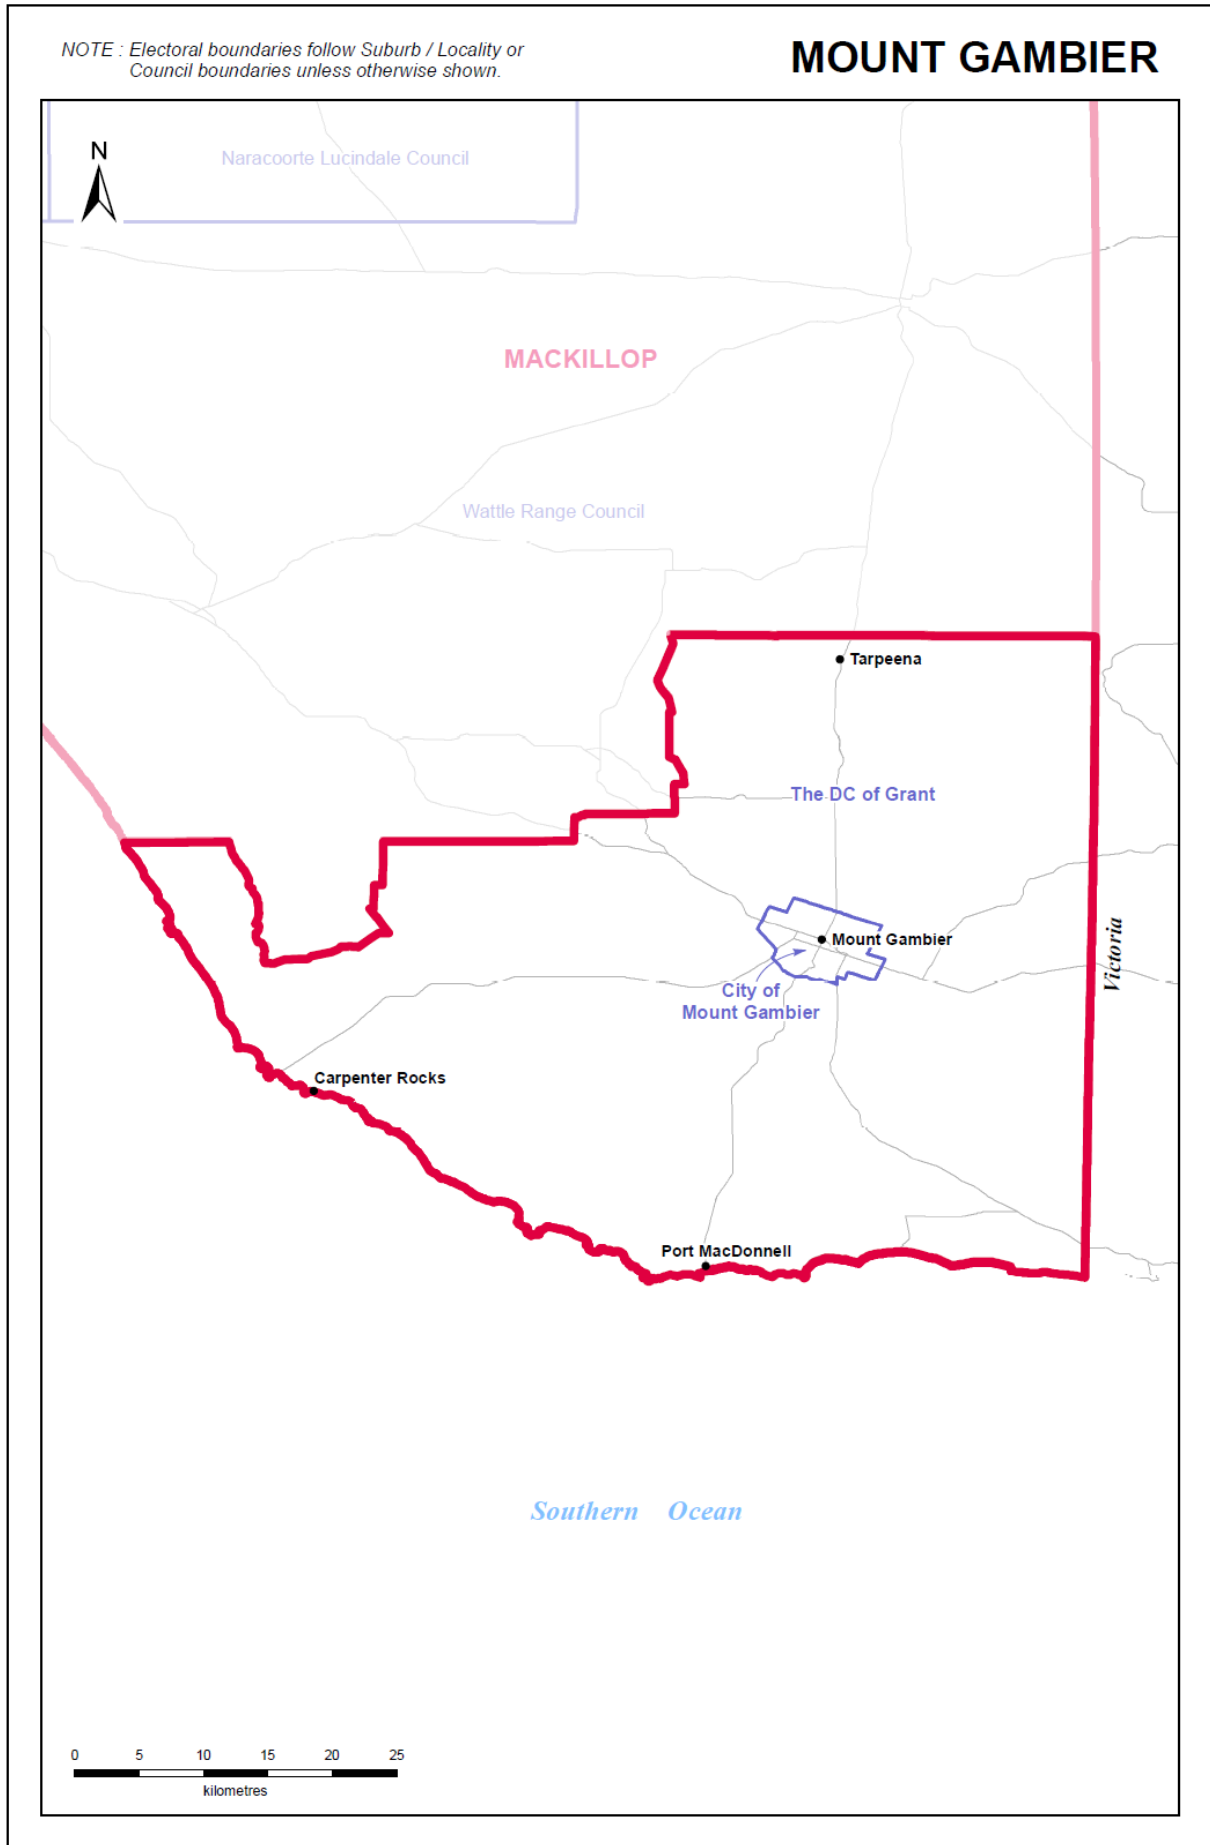 NOTE : Electoral boundaries follow Suburb / Locality or
Council boundaries unless otherwise shown.
MOUNT GAMBIER
N
Naracoorte Lucindale Council
MACKILLOP
Wattle Range Council
Tarpeena
The DC of Grant
Mount Gambier
Victoria
City of
Mount Gambier
Carpenter Rocks
Port MacDonnell
Southern Ocean
0 5 10 15 20 25
kilometres